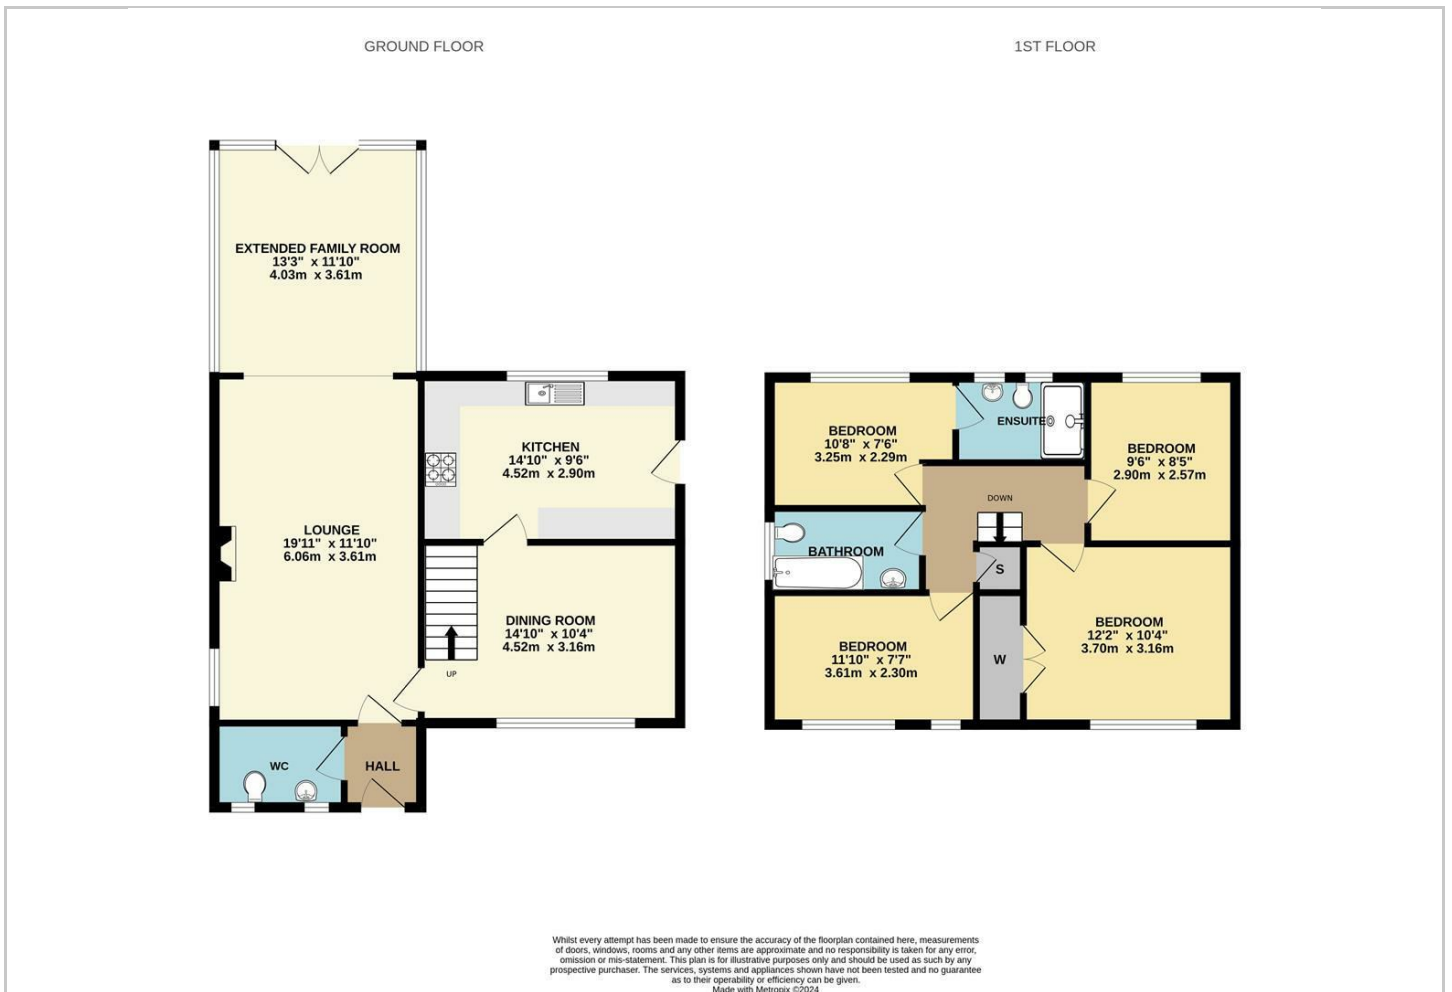 GROUND FLOOR
1ST FLOOR
EXTENDED FAMILY ROOM
13'3" x 11'10"
4.03m x 3.61m
KITCHEN
14'10" x 9'6"
4.52m x 2.90m
LOUNGE
19'11" x 11'10"
6.06m x 3.61m
DINING ROOM
14'10" x 10'4"
4.52m x 3.16m
UP
WC
HALL
BEDROOM
10'8" x 7'6"
3.25m x 2.29m
ENSUITE
BEDROOM
9'6" x 8'5"
2.90m x 2.57m
DOWN
BATHROOM
S
BEDROOM
11'10" x 7'7"
3.61m x 2.30m
W
BEDROOM
12'2" x 10'4"
3.70m x 3.16m
Whilst every attempt has been made to ensure the accuracy of the floorplan contained here, measurements
of doors, windows, rooms and any other items are approximate and no responsibility is taken for any error,
omission or mis-statement. This plan is for illustrative purposes only and should be used as such by any
prospective purchaser. The services, systems and appliances shown have not been tested and no guarantee
as to their operability or efficiency can be given.
Made with Metropix ©2024